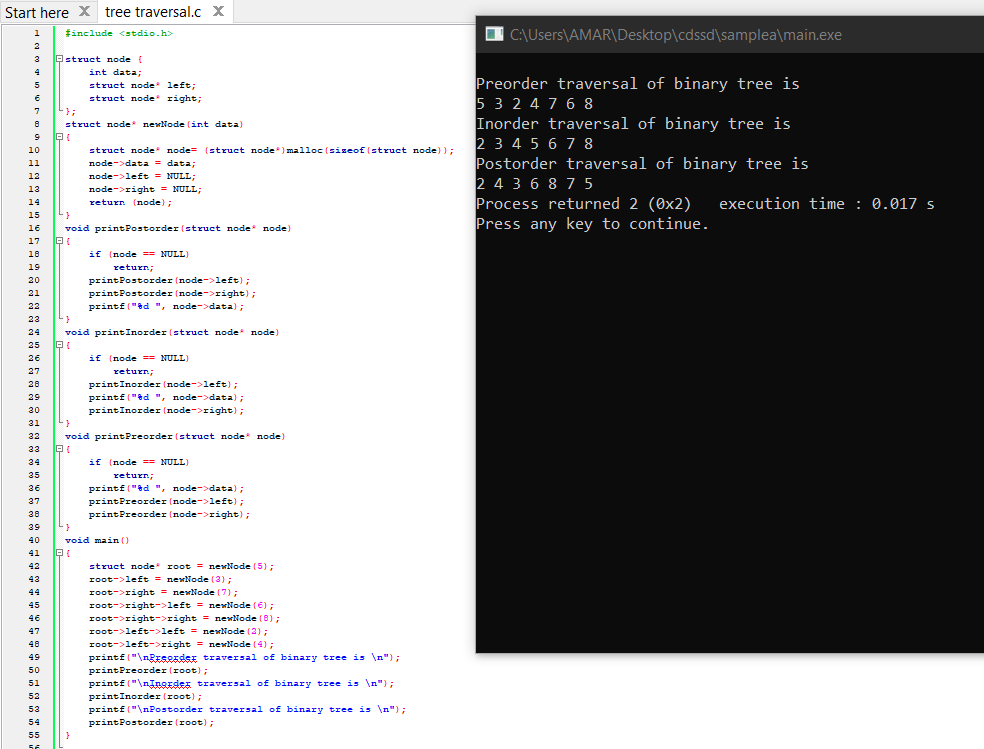 Start here X tree traversal.c X
1 #include <stdio.h>
2
3 struct node {
4 int data;
5 struct node* left;
6 struct node* right;
7 };
8 struct node* newNode(int data)
9 {
10 struct node* node= (struct node*)malloc(sizeof(struct node));
11 node->data = data;
12 node->left = NULL;
13 node->right = NULL;
14 return (node);
15 }
16 void printPostorder(struct node* node)
17 {
18 if (node == NULL)
19 return;
20 printPostorder(node->left);
21 printPostorder(node->right);
22 printf("%d ", node->data);
23 }
24 void printInorder(struct node* node)
25 {
26 if (node == NULL)
27 return;
28 printInorder(node->left);
29 printf("%d ", node->data);
30 printInorder(node->right);
31 }
32 void printPreorder(struct node* node)
33 {
34 if (node == NULL)
35 return;
36 printf("%d ", node->data);
37 printPreorder(node->left);
38 printPreorder(node->right);
39 }
40 void main()
41 {
42 struct node* root = newNode(5);
43 root->left = newNode(3);
44 root->right = newNode(7);
45 root->right->left = newNode(6);
46 root->right->right = newNode(8);
47 root->left->left = newNode(2);
48 root->left->right = newNode(4);
49 printf("\nPreorder traversal of binary tree is \n");
50 printPreorder(root);
51 printf("\nInorder traversal of binary tree is \n");
52 printInorder(root);
53 printf("\nPostorder traversal of binary tree is \n");
54 printPostorder(root);
55 }
56
C:\Users\AMAR\Desktop\cdssd\samplea\main.exe
Preorder traversal of binary tree is
5 3 2 4 7 6 8
Inorder traversal of binary tree is
2 3 4 5 6 7 8
Postorder traversal of binary tree is
2 4 3 6 8 7 5
Process returned 2 (0x2) execution time : 0.017 s
Press any key to continue.